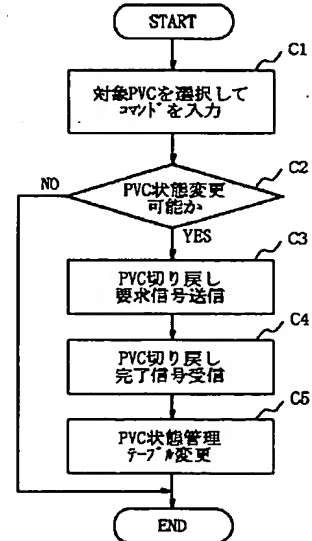 START
C1
対象PVCを選択して
コマンドを入力
C2
NO
PVC状態変更
可能か
YES
C3
PVC切り戻し
要求信号送信
C4
PVC切り戻し
完了信号受信
C5
PVC状態管理
テーブル変更
END